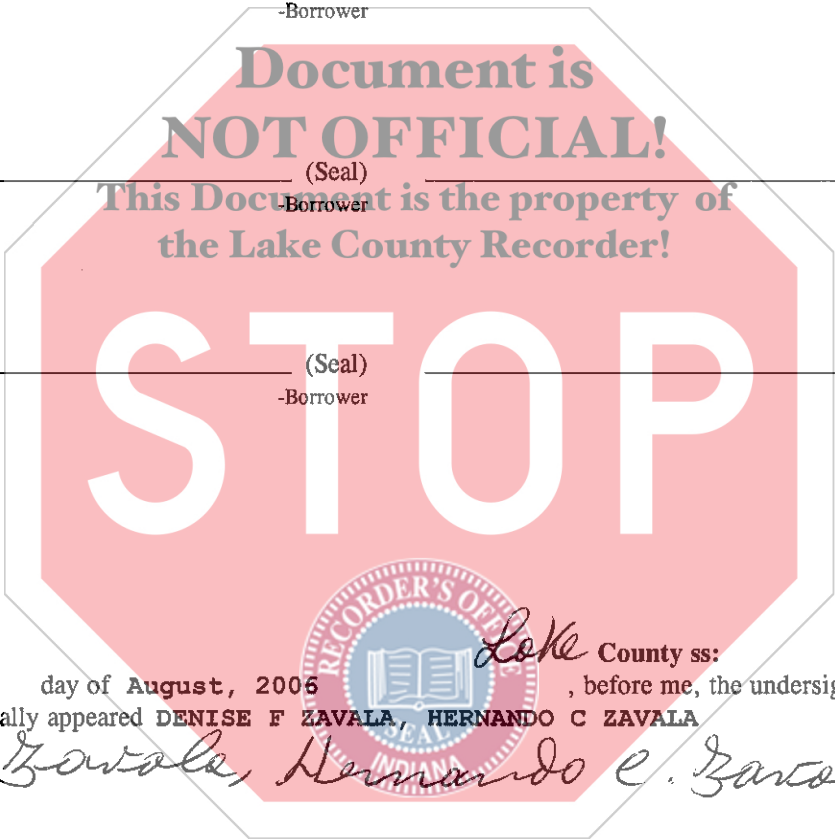 -Borrower
Document is
NOT OFFICIAL!
(Seal)
This Document is the property of
-Borrower
the Lake County Recorder!
STOP
(Seal)
-Borrower
RECORDER'S OFFICE
SEAL
INDIANA
Lake County ss:
day of August, 2006 , before me, the undersig
ally appeared DENISE F ZAVALA, HERNANDO C ZAVALA
Zavala, Hernando C. Zava